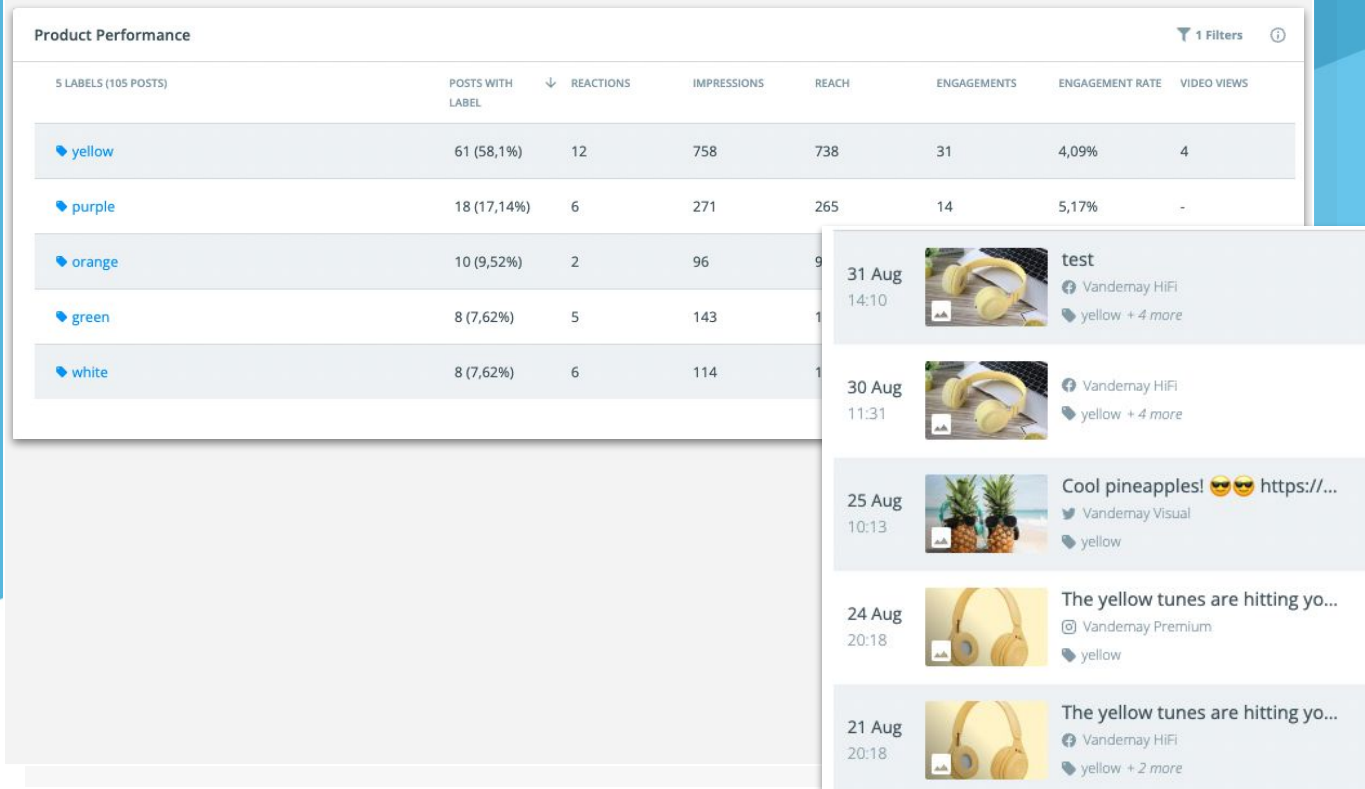 Product Performance
1 Filters
5 LABELS (105 POSTS) POSTS WITH LABEL REACTIONS IMPRESSIONS REACH ENGAGEMENTS ENGAGEMENT RATE VIDEO VIEWS
yellow 61 (58,1%) 12 758 738 31 4,09% 4
purple 18 (17,14%) 6 271 265 14 5,17% -
orange 10 (9,52%) 2 96
green 8 (7,62%) 5 143
white 8 (7,62%) 6 114
31 Aug
14:10
test
Vandemay HiFi
yellow + 4 more
30 Aug
11:31
Vandemay HiFi
yellow + 4 more
25 Aug
10:13
Cool pineapples! 😎😎 https://...
Vandemay Visual
yellow
24 Aug
20:18
The yellow tunes are hitting yo...
Vandemay Premium
yellow
21 Aug
20:18
The yellow tunes are hitting yo...
Vandemay HiFi
yellow + 2 more